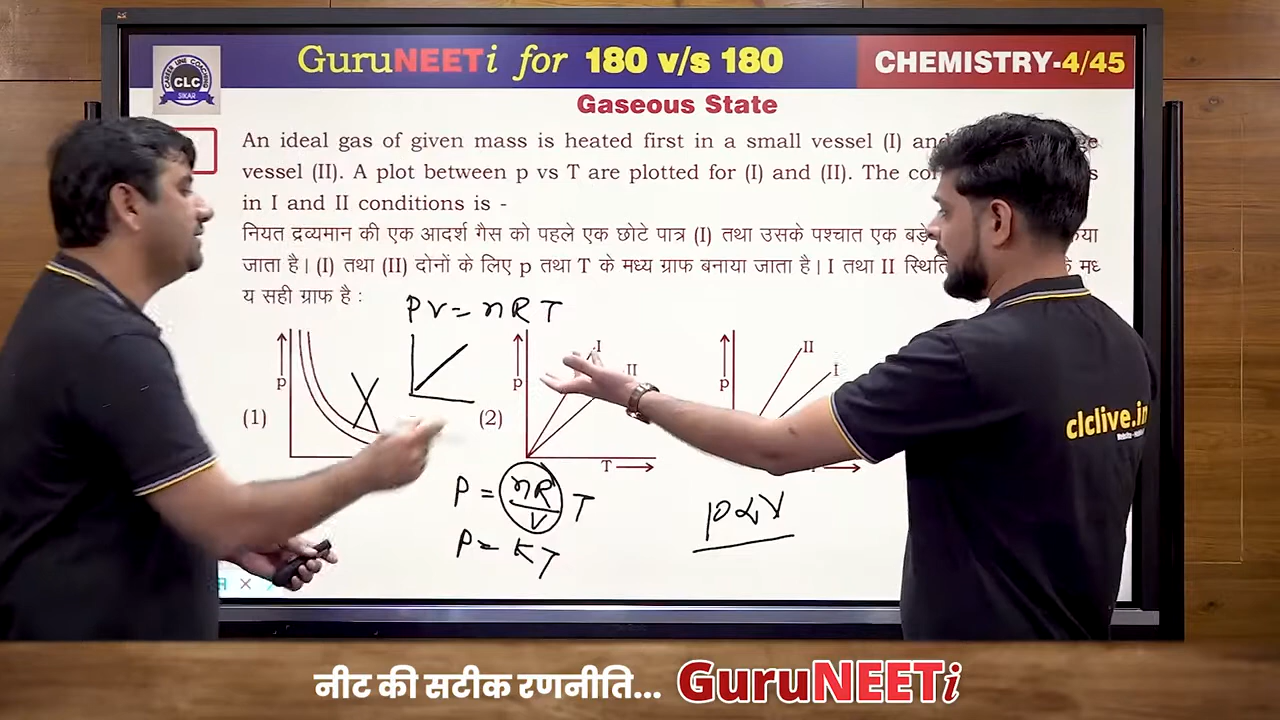 GuruNEETi for 180 v/s 180
CHEMISTRY-4/45
CAREER LINE COACHING
CLC
SIKAR
Gaseous State
An ideal gas of given mass is heated first in a small vessel (I) and
vessel (II). A plot between p vs T are plotted for (I) and (II). The
in I and II conditions is -
नियत द्रव्यमान की एक आदर्श गैस को पहले एक छोटे पात्र (I) तथा उसके पश्चात एक
जाता है। (I) तथा (II) दोनों के लिए p तथा T के मध्य ग्राफ बनाया जाता है। I तथा II
य सही ग्राफ है :
PV = nRT
(1)
p
(2)
p
I
II
T
p
II
I
P = nR/V T
P = KT
p∝V
clclive.in
नीट की सटीक रणनीति... GuruNEETi